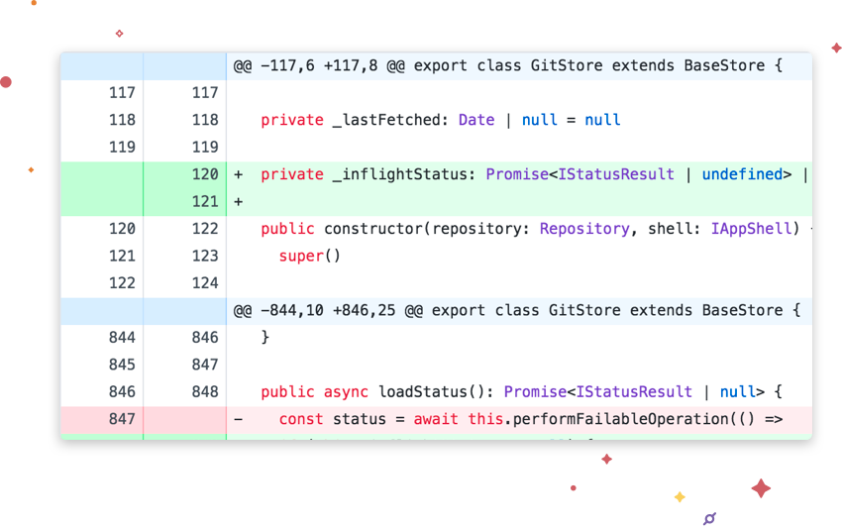 @@ -117,6 +117,8 @@ export class GitStore extends BaseStore {
117 117
118 118 private _lastFetched: Date | null = null
119 119
120 + private _inflightStatus: Promise<IStatusResult | undefined> |
121 +
120 122 public constructor(repository: Repository, shell: IAppShell)
121 123 super()
122 124
@@ -844,10 +846,25 @@ export class GitStore extends BaseStore {
844 846 }
845 847
846 848 public async loadStatus(): Promise<IStatusResult | null> {
847 - const status = await this.performFailableOperation(() =>